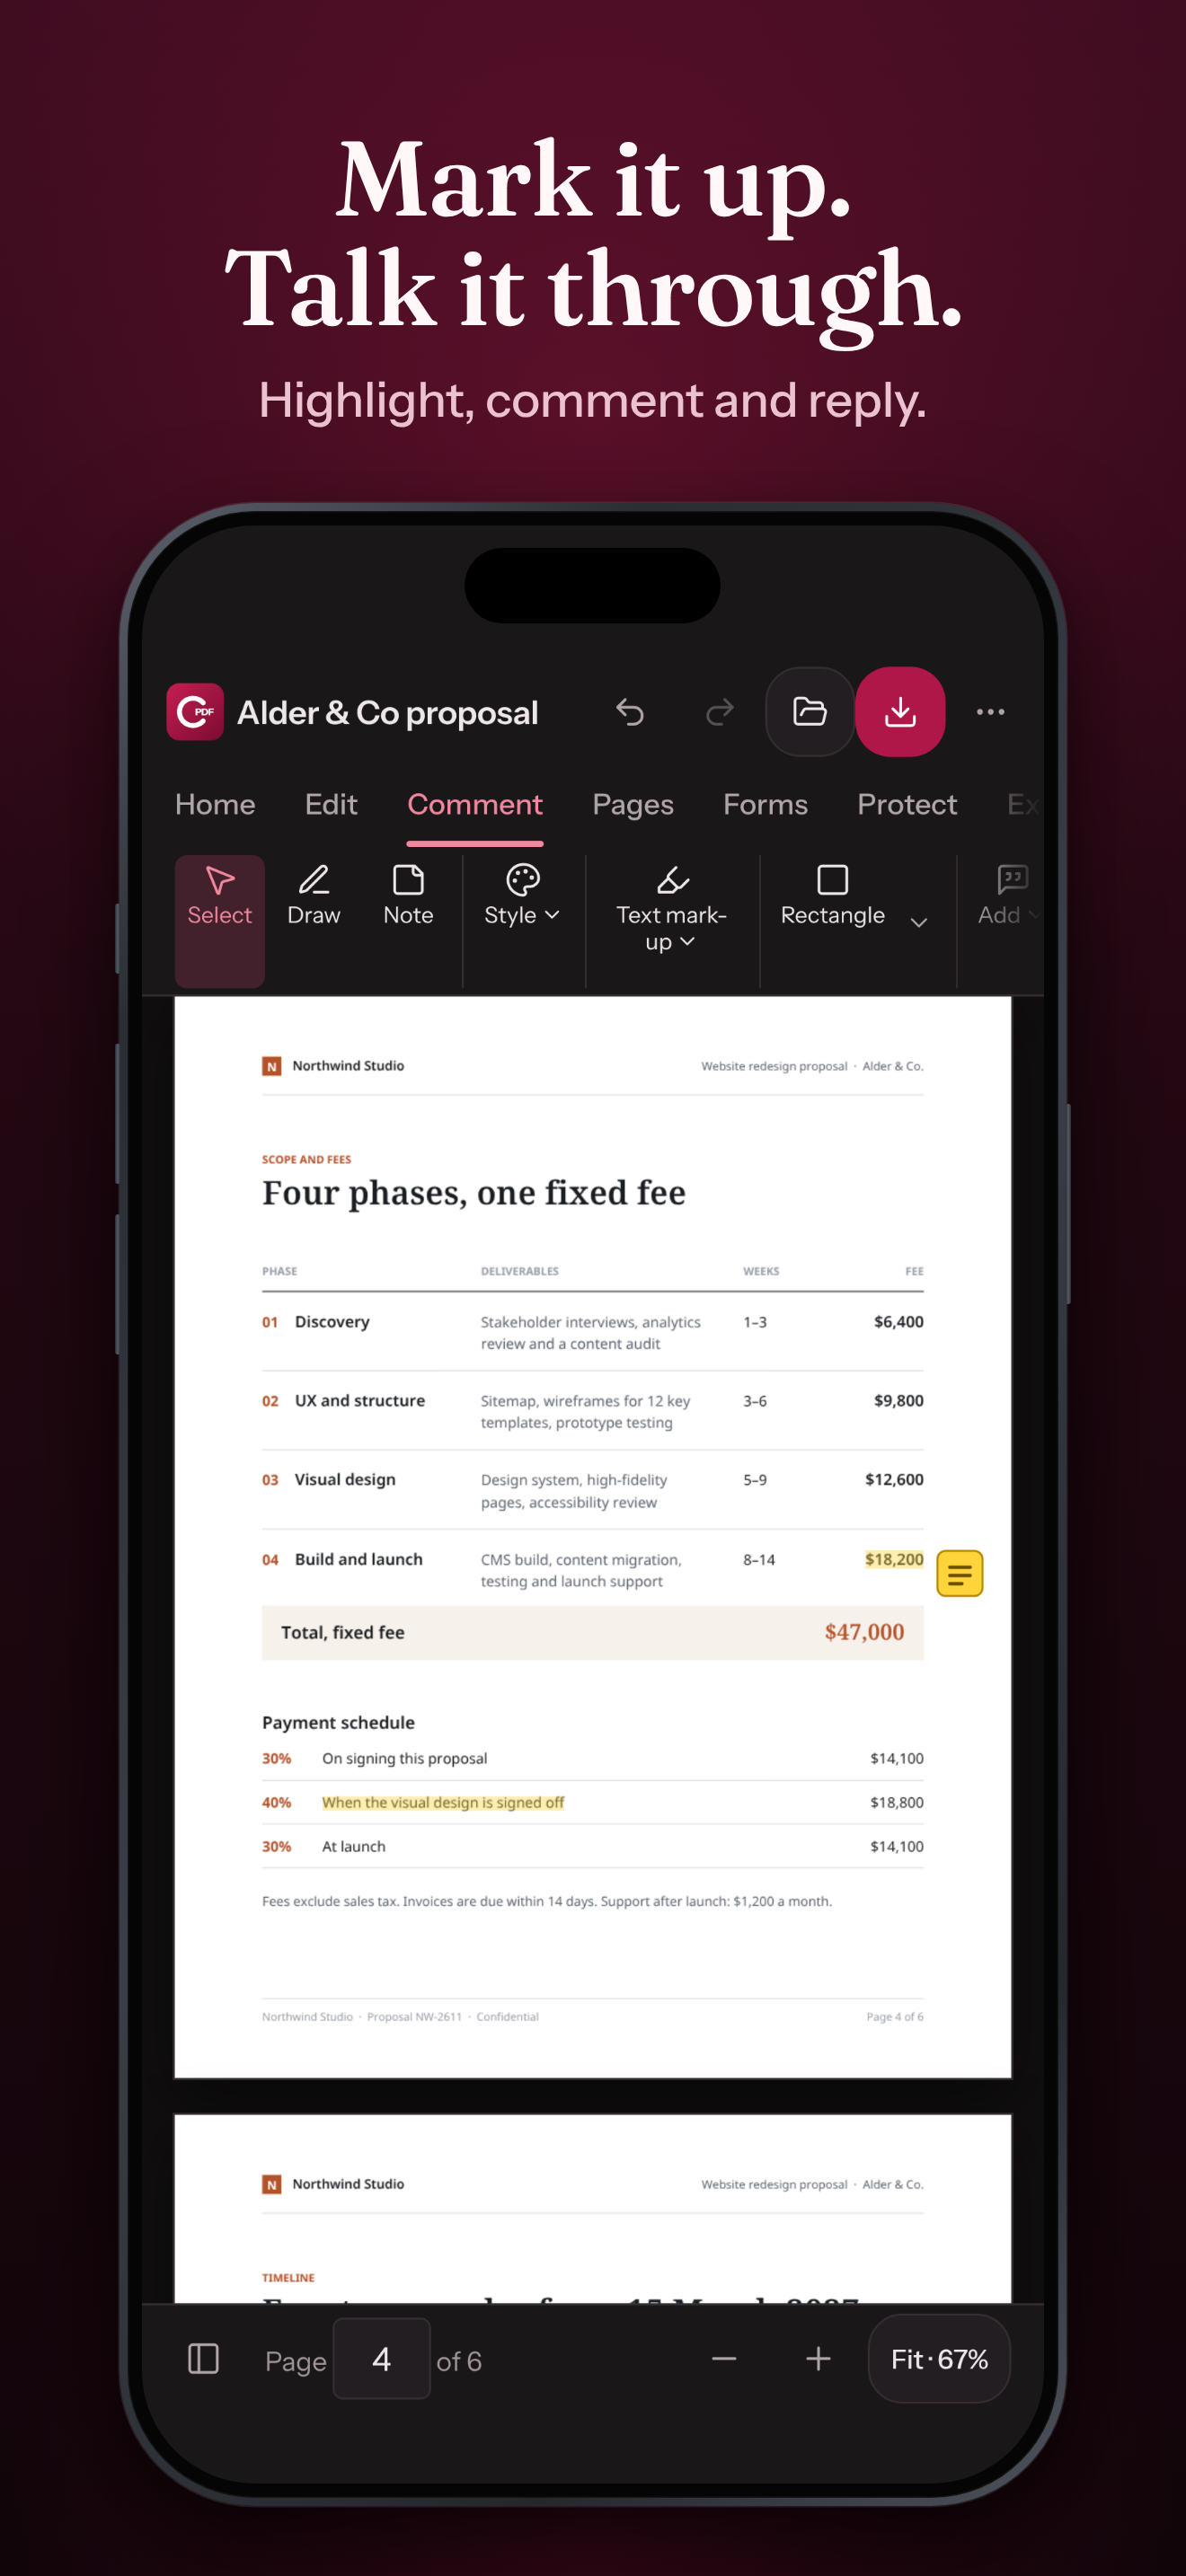 Mark it up.
Talk it through.
Highlight, comment and reply.
C PDF
Alder & Co proposal
Home Edit Comment Pages Forms Protect Ex
Select Draw Note Style Text mark-
up
Rectangle Add
N Northwind Studio Website redesign proposal · Alder & Co.
SCOPE AND FEES
Four phases, one fixed fee
PHASE DELIVERABLES WEEKS FEE
01 Discovery Stakeholder interviews, analytics 1–3 $6,400
review and a content audit
02 UX and structure Sitemap, wireframes for 12 key 3–6 $9,800
templates, prototype testing
03 Visual design Design system, high-fidelity 5–9 $12,600
pages, accessibility review
04 Build and launch CMS build, content migration, 8–14 $18,200
testing and launch support
Total, fixed fee $47,000
Payment schedule
30% On signing this proposal $14,100
40% When the visual design is signed off $18,800
30% At launch $14,100
Fees exclude sales tax. Invoices are due within 14 days. Support after launch: $1,200 a month.
Northwind Studio · Proposal NW-2611 · Confidential Page 4 of 6
N Northwind Studio Website redesign proposal · Alder & Co.
TIMELINE
Page 4 of 6 Fit · 67%